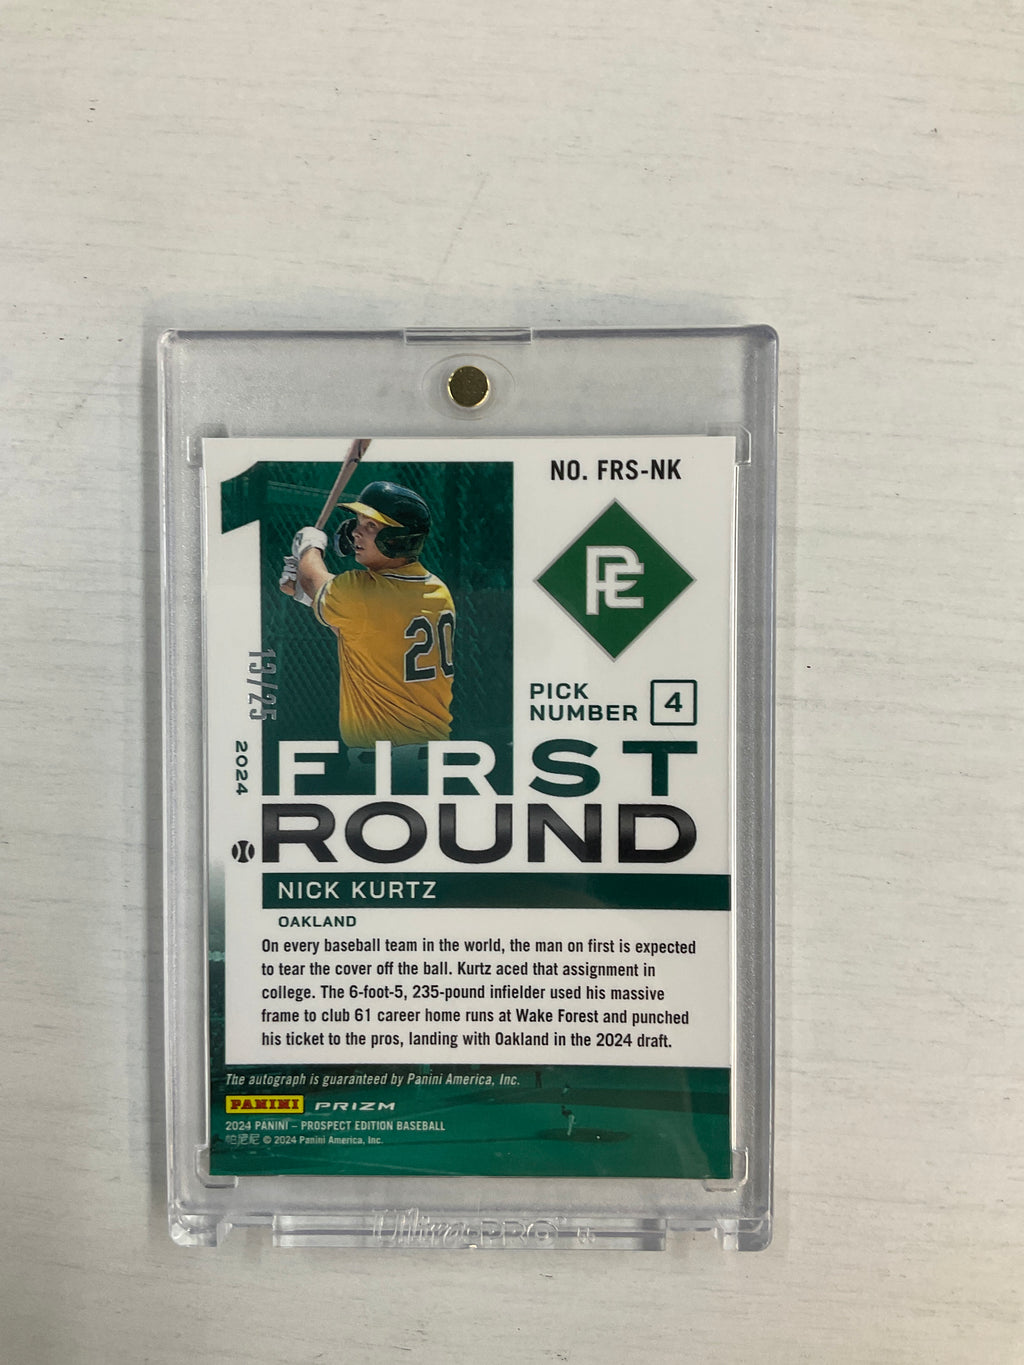 NO. FRS-NK
PE
20
13/25
PICK
NUMBER 4
2024
FIRST
ROUND
NICK KURTZ
OAKLAND
On every baseball team in the world, the man on first is expected
to tear the cover off the ball. Kurtz aced that assignment in
college. The 6-foot-5, 235-pound infielder used his massive
frame to club 61 career home runs at Wake Forest and punched
his ticket to the pros, landing with Oakland in the 2024 draft.
The autograph is guaranteed by Panini America, Inc.
PANINI PRIZM
2024 PANINI – PROSPECT EDITION BASEBALL
帕尼尼 © 2024 Panini America, Inc.
Ultra·PRO